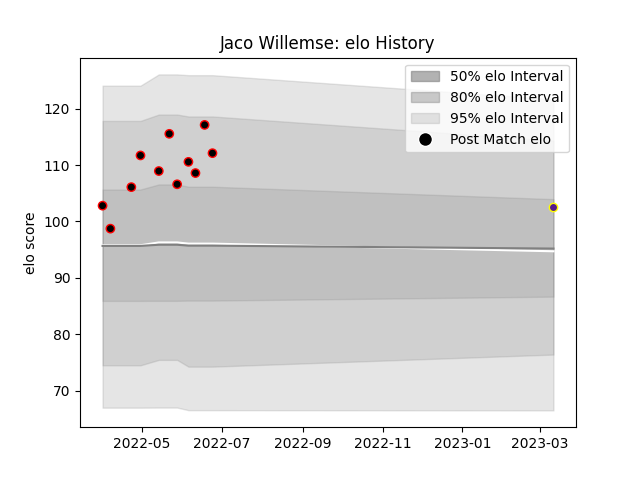 Jaco Willemse: elo History
50% elo Interval
80% elo Interval
95% elo Interval
Post Match elo
elo score
120
110
100
90
80
70
2022-05
2022-07
2022-09
2022-11
2023-01
2023-03